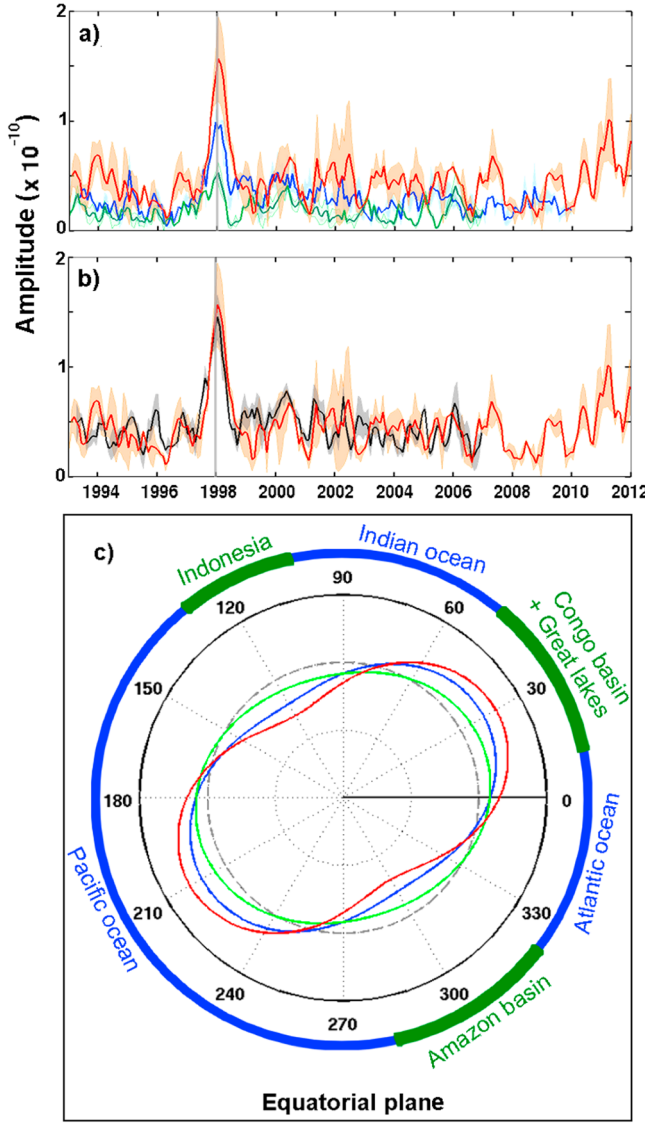 a)
2
1
0
Amplitude (x 10⁻¹⁰)
b)
2
1
0
1994 1996 1998 2000 2002 2004 2006 2008 2010 2012
c)
Indonesia
Indian ocean
Congo basin
+ Great lakes
Atlantic ocean
Amazon basin
Pacific ocean
90
120
60
150
30
180
0
210
330
240
300
270
Equatorial plane